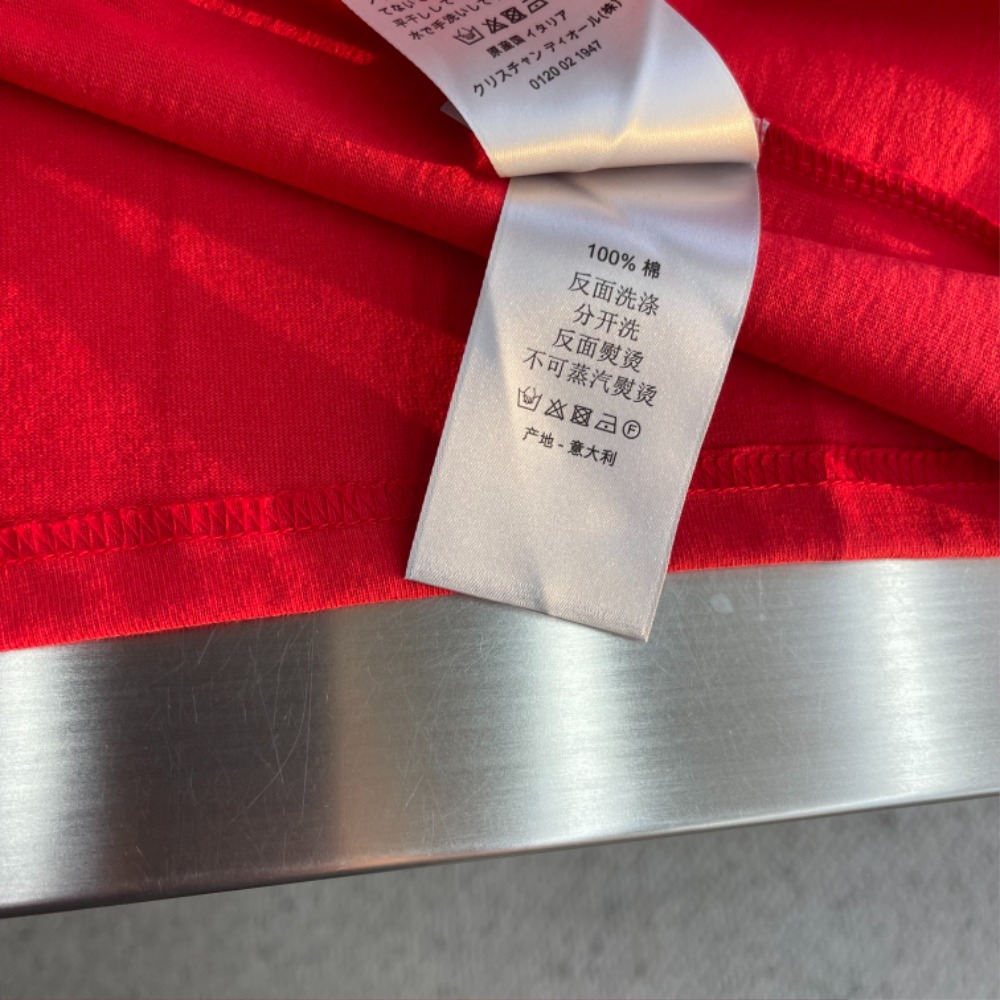 てない
平干しして
水で手洗いして
原産国 イタリア
クリスチャン ディオール(株)
0120 02 1947
100% 棉
反面洗涤
分开洗
反面熨烫
不可蒸汽熨烫
F
产地 - 意大利